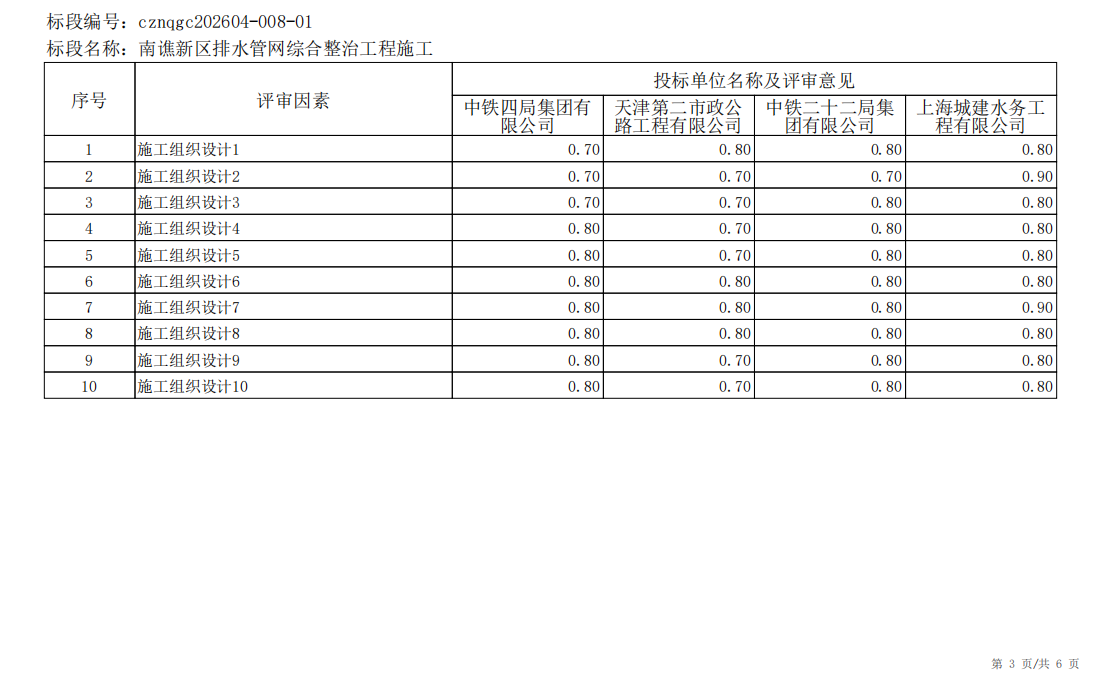 标段编号：cznqgc202604-008-01
标段名称：南谯新区排水管网综合整治工程施工
序号 评审因素 投标单位名称及评审意见
中铁四局集团有限公司 天津第二市政公路工程有限公司 中铁二十二局集团有限公司 上海城建水务工程有限公司
1 施工组织设计1 0.70 0.80 0.80 0.80
2 施工组织设计2 0.70 0.70 0.70 0.90
3 施工组织设计3 0.70 0.70 0.80 0.80
4 施工组织设计4 0.80 0.70 0.80 0.80
5 施工组织设计5 0.80 0.70 0.80 0.80
6 施工组织设计6 0.80 0.80 0.80 0.80
7 施工组织设计7 0.80 0.80 0.80 0.90
8 施工组织设计8 0.80 0.80 0.80 0.80
9 施工组织设计9 0.80 0.70 0.80 0.80
10 施工组织设计10 0.80 0.70 0.80 0.80
第 3 页/共 6 页